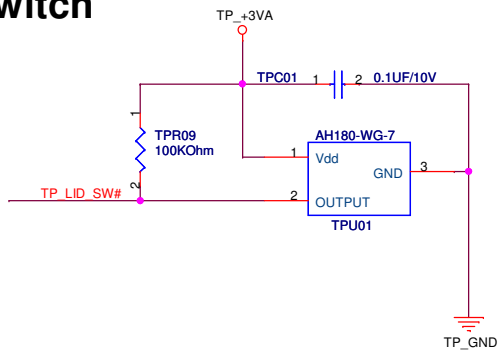 witch
TP_+3VA
TPC01 1 2 0.1UF/10V
1
TPR09
100KOhm
2
AH180-WG-7
1 Vdd
GND 3
TP_LID_SW#
2 OUTPUT
TPU01
TP_GND